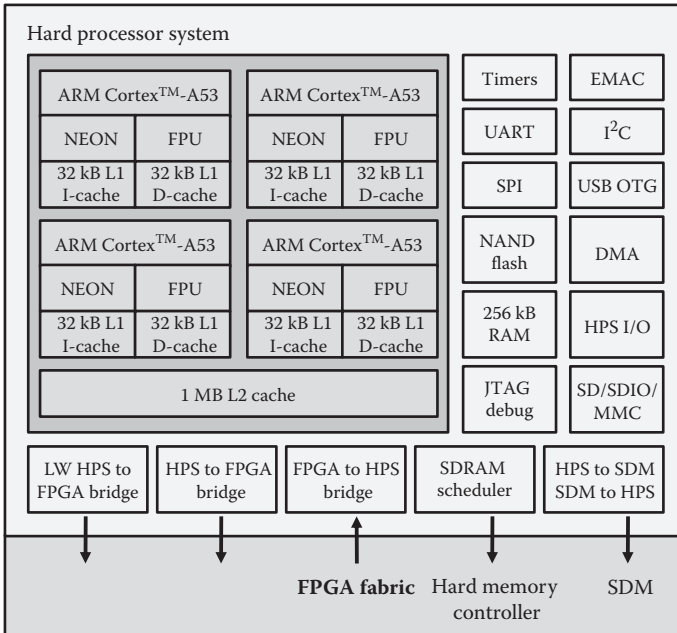 Hard processor system
ARM Cortex™-A53
NEON
FPU
32 kB L1
I-cache
32 kB L1
D-cache
ARM Cortex™-A53
NEON
FPU
32 kB L1
I-cache
32 kB L1
D-cache
ARM Cortex™-A53
NEON
FPU
32 kB L1
I-cache
32 kB L1
D-cache
ARM Cortex™-A53
NEON
FPU
32 kB L1
I-cache
32 kB L1
D-cache
1 MB L2 cache
Timers
EMAC
UART
I²C
SPI
USB OTG
NAND
flash
DMA
256 kB
RAM
HPS I/O
JTAG
debug
SD/SDIO/
MMC
LW HPS to
FPGA bridge
HPS to FPGA
bridge
FPGA to HPS
bridge
SDRAM
scheduler
HPS to SDM
SDM to HPS
FPGA fabric
Hard memory
controller
SDM